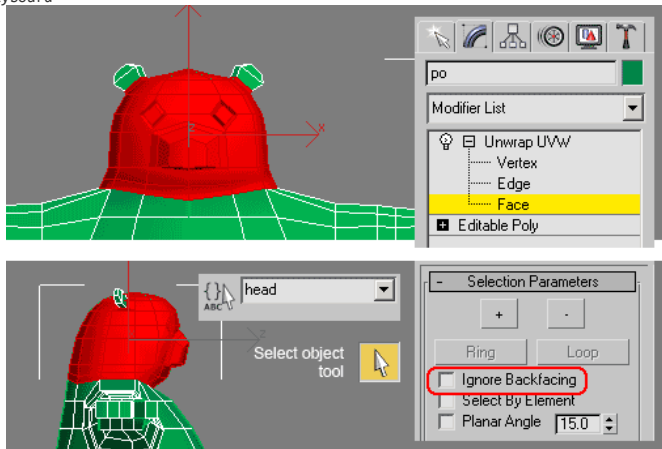 po
Modifier List
Unwrap UVW
Vertex
Edge
Face
Editable Poly
x
z
{}
ABC
head
Select object
tool
z
- Selection Parameters
+ -
Ring Loop
Ignore Backfacing
Select By Element
Planar Angle 15.0